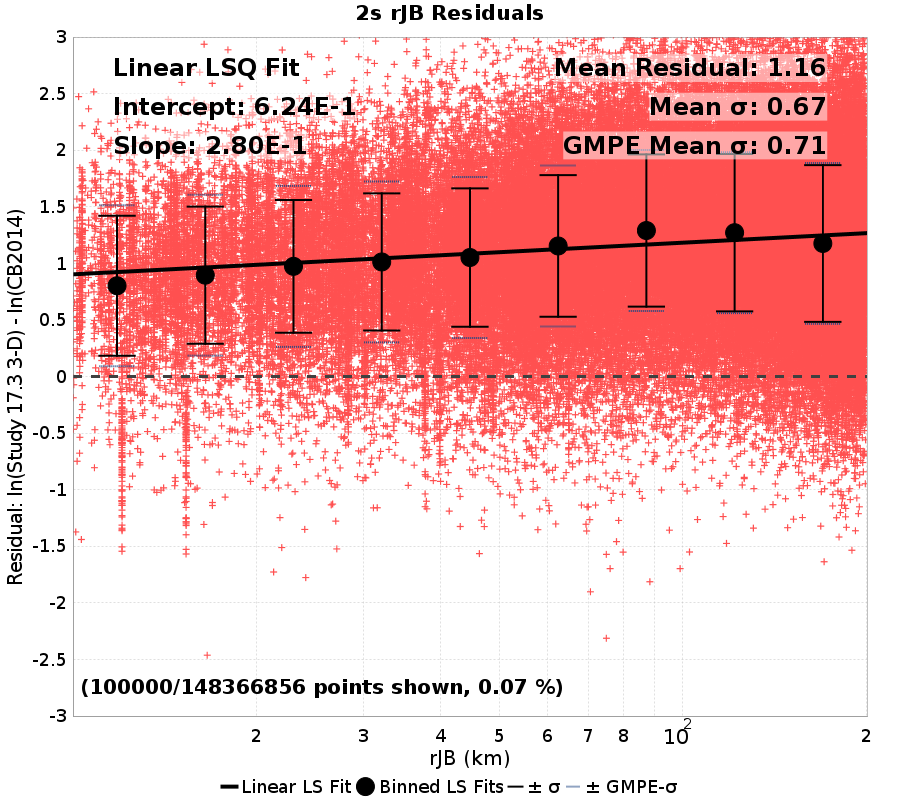 2s rJB Residuals
Linear LSQ Fit
Intercept: 6.24E-1
Slope: 2.80E-1
Mean Residual: 1.16
Mean σ: 0.67
GMPE Mean σ: 0.71
3
2.5
2
1.5
1
0.5
0
-0.5
-1
-1.5
-2
-2.5
-3
Residual: ln(Study 17.3 3-D) - ln(CB2014)
(100000/148366856 points shown, 0.07 %)
2 3 4 5 6 7 8 10² 2
rJB (km)
Linear LS Fit Binned LS Fits ± σ ± GMPE-σ